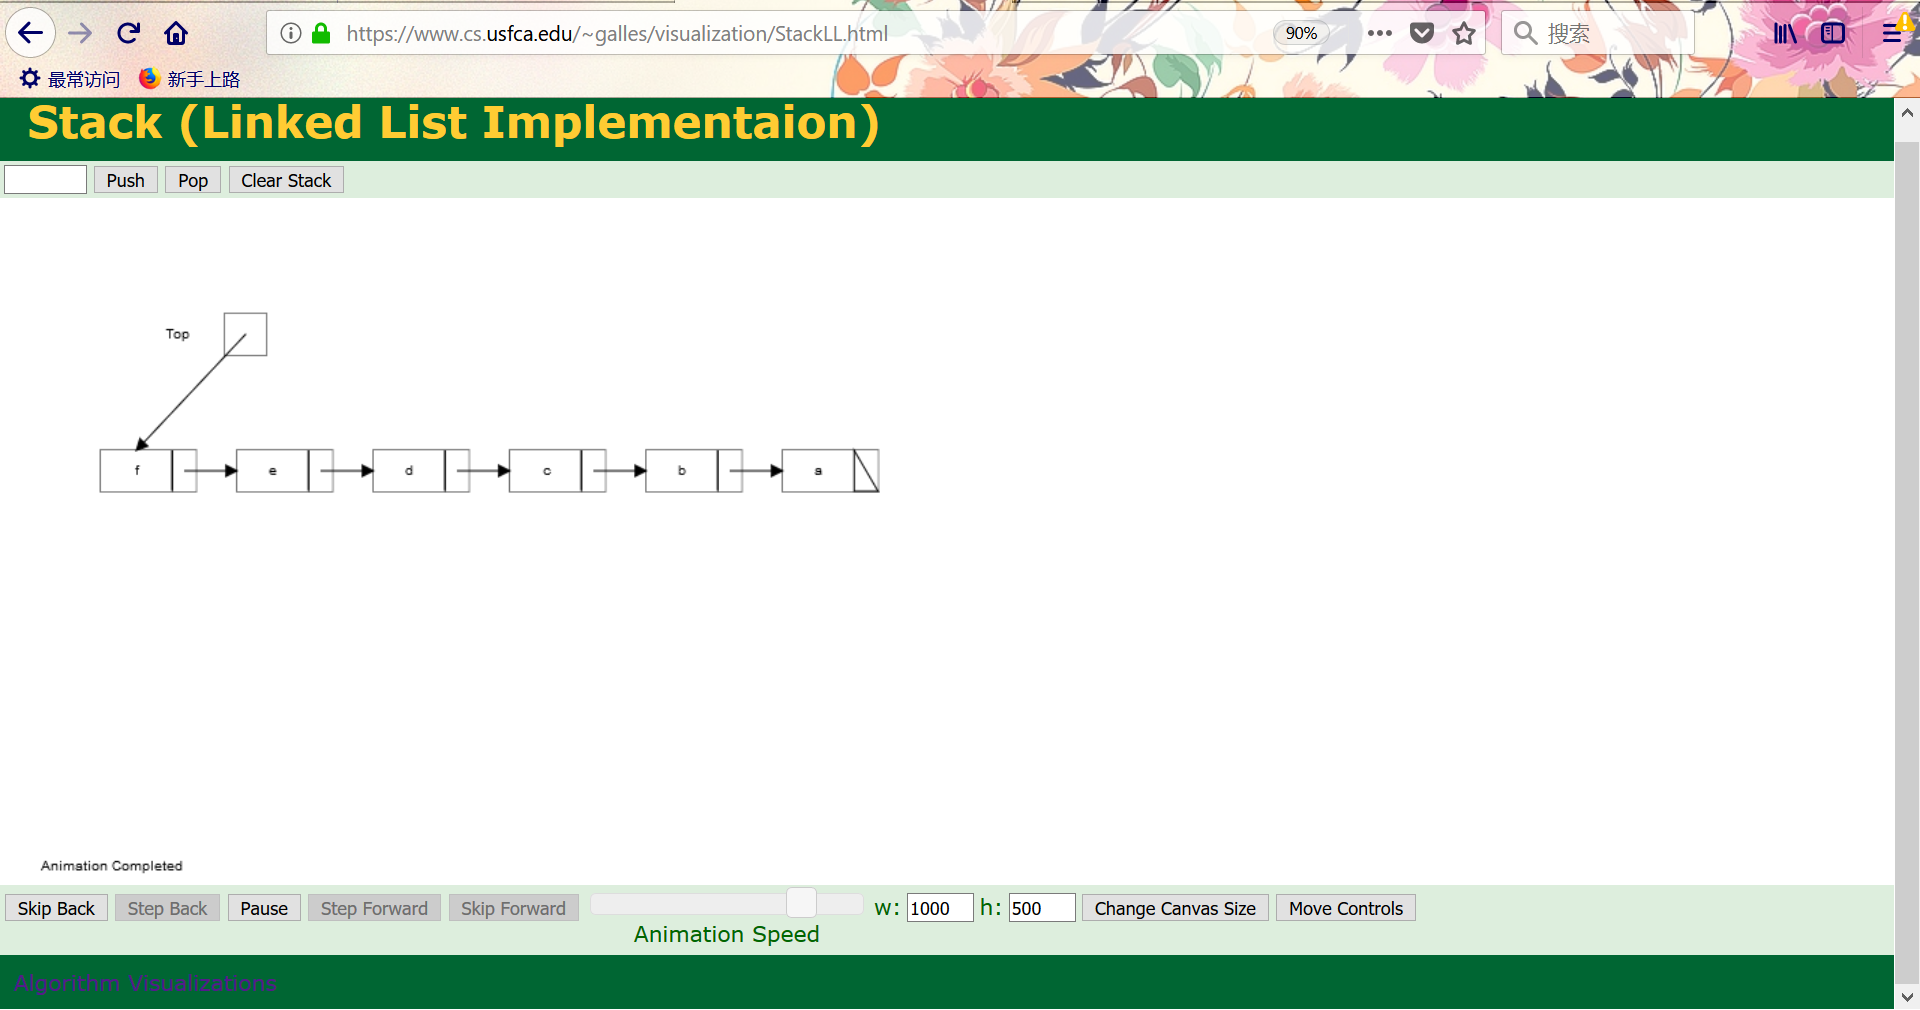 https://www.cs.usfca.edu/~galles/visualization/StackLL.html 90% 搜索
最常访问 新手上路
Stack (Linked List Implementaion)
Push Pop Clear Stack
Top
f e d c b a
Animation Completed
Skip Back Step Back Pause Step Forward Skip Forward w: 1000 h: 500 Change Canvas Size Move Controls
Animation Speed
Algorithm Visualizations